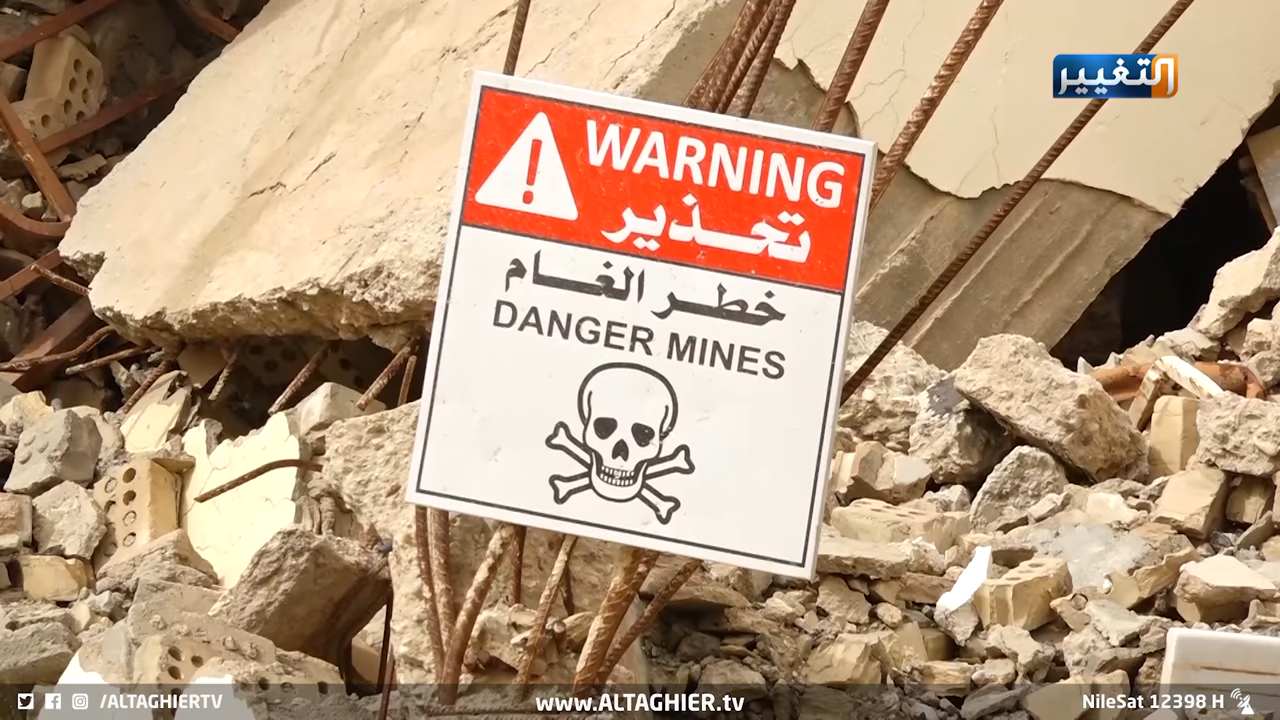 التغيير
WARNING
تحذير
خطر الغام
DANGER MINES
/ALTAGHIERTV
www.ALTAGHIER.tv
NileSat 12398 H